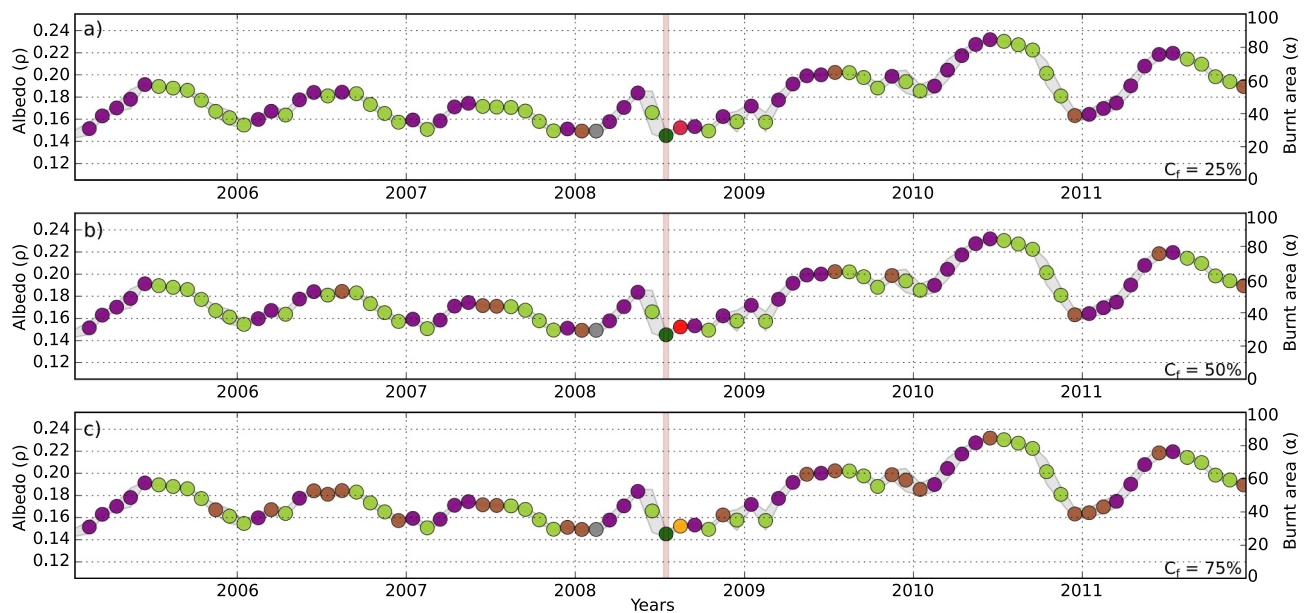 a)
Albedo (ρ)
0.24
0.22
0.20
0.18
0.16
0.14
0.12
100
80
60
40
20
0
Burnt area (α)
C_f = 25%
2006 2007 2008 2009 2010 2011
b)
Albedo (ρ)
0.24
0.22
0.20
0.18
0.16
0.14
0.12
100
80
60
40
20
0
Burnt area (α)
C_f = 50%
2006 2007 2008 2009 2010 2011
c)
Albedo (ρ)
0.24
0.22
0.20
0.18
0.16
0.14
0.12
100
80
60
40
20
0
Burnt area (α)
C_f = 75%
2006 2007 2008 2009 2010 2011
Years